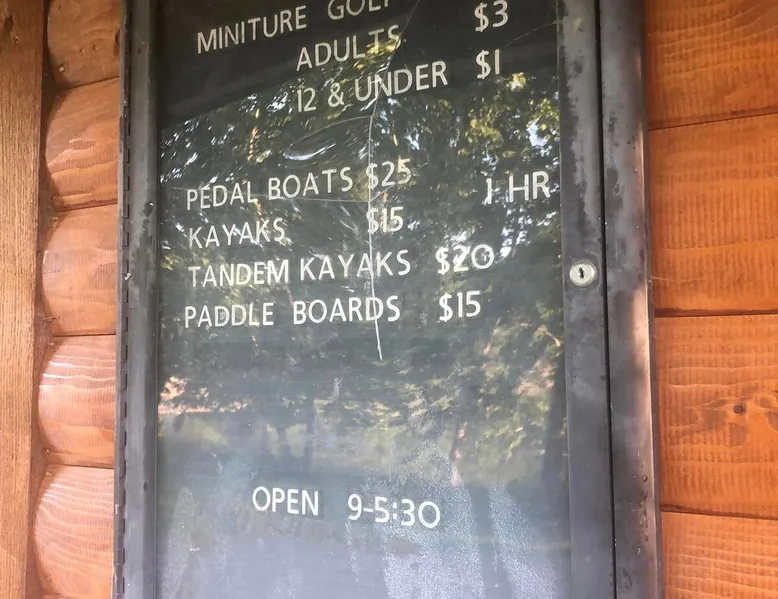 MINITURE GOLF
ADULTS $3
12 & UNDER $1
PEDAL BOATS $25 1 HR
KAYAKS $15
TANDEM KAYAKS $20
PADDLE BOARDS $15
OPEN 9-5:30